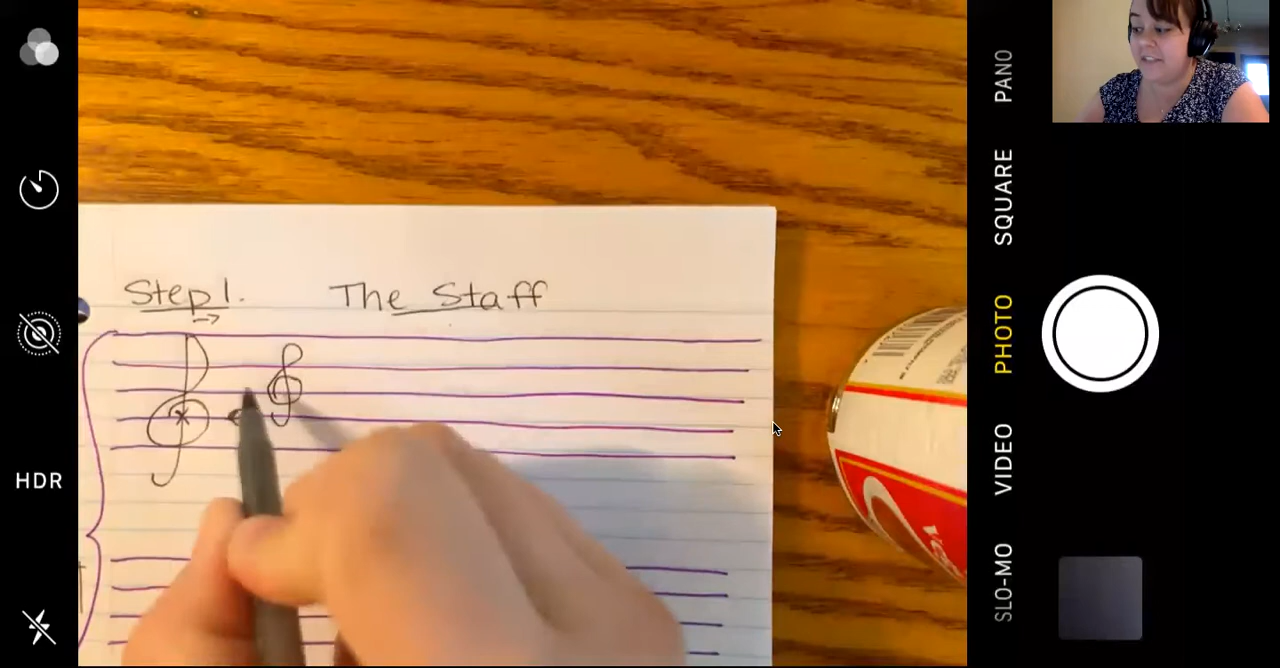 Step 1. The Staff
HDR
PANO
SQUARE
PHOTO
VIDEO
SLO-MO